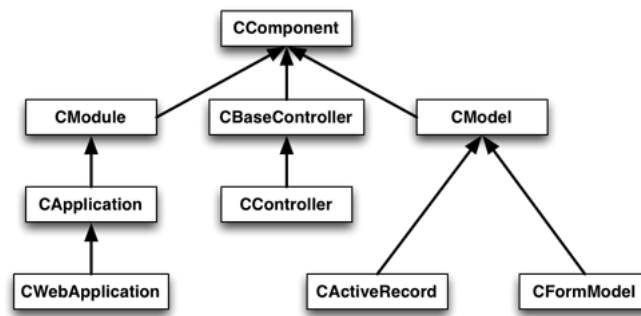 CComponent
CModule
CBaseController
CModel
CApplication
CController
CWebApplication
CActiveRecord
CFormModel